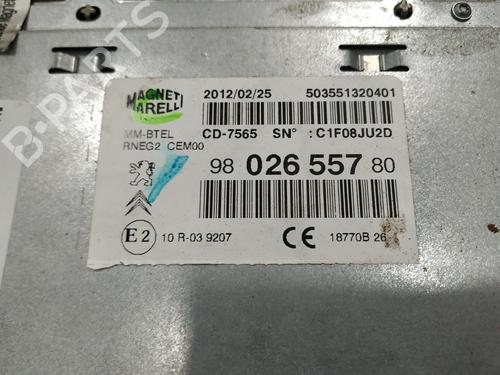 MAGNETI
MARELLI
2012/02/25 503551320401
MM-BTEL CD-7565 SN° : C1F08JU2D
RNEG2 CEM00
98 026 557 80
E2 10 R-03 9207 CE 18770B 26
B-PARTS